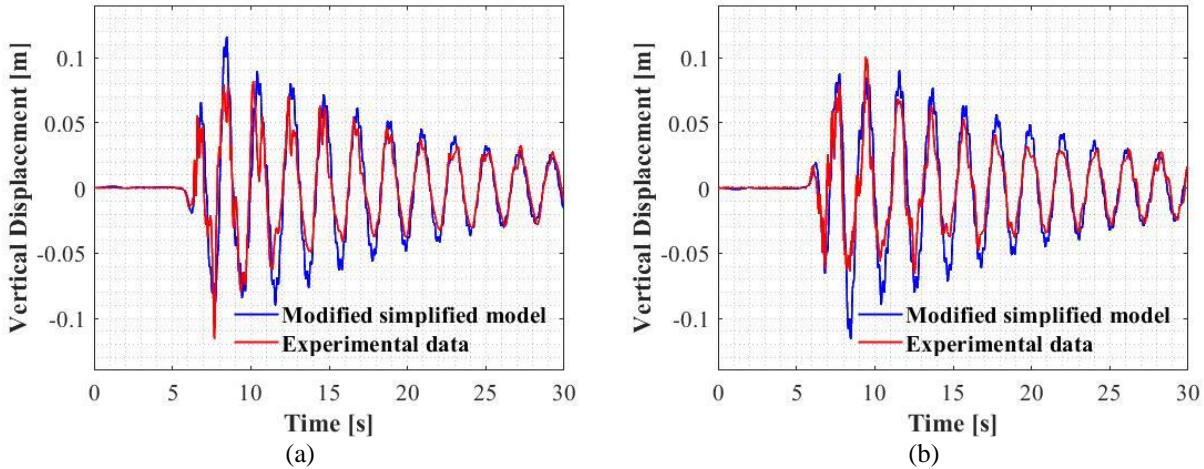 Vertical Displacement [m]
0.1
0.05
0
-0.05
-0.1
Modified simplified model
Experimental data
0 5 10 15 20 25 30
Time [s]
(a)
Vertical Displacement [m]
0.1
0.05
0
-0.05
-0.1
Modified simplified model
Experimental data
0 5 10 15 20 25 30
Time [s]
(b)